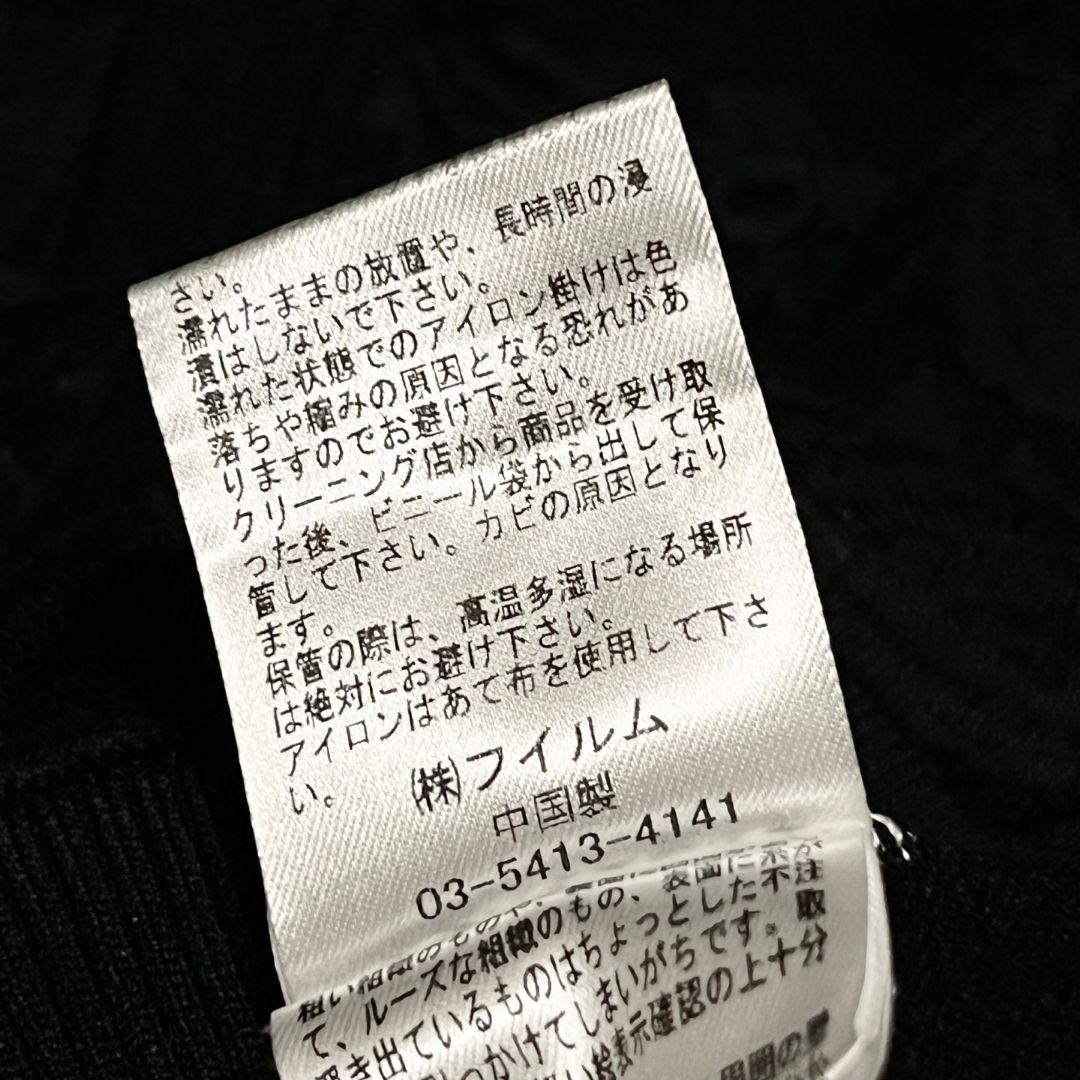 さい。
濡れたままの放置や、長時間の浸
漬はしないで下さい。
濡れた状態でのアイロン掛けは色
落ちや縮みの原因となる恐れがあ
りますのでお避け下さい。
クリーニング店から商品を受け取
った後、ビニール袋から出して保
管して下さい。カビの原因となり
ます。
保管の際は、高温多湿になる場所
は絶対にお避け下さい。
アイロンはあて布を使用して下さ
い。
㈱フイルム
中国製
03-5413-4141
て、ルーズな組織のもの、表面に
き出ているものはちょっとした不注
っかけてしまいがちです。取
表示確認の上十分
周囲の